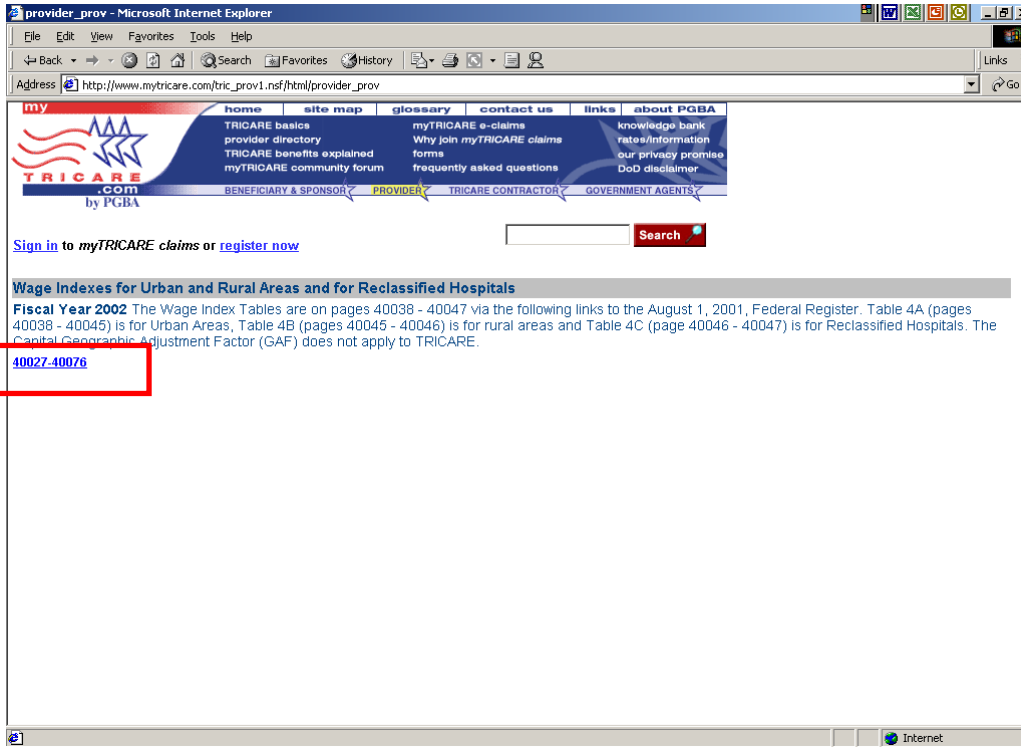 provider_prov - Microsoft Internet Explorer
File Edit View Favorites Tools Help
Back Search Favorites History Links
Address http://www.mytricare.com/tric_prov1.nsf/html/provider_prov Go
my
home site map glossary contact us links about PGBA
TRICARE basics myTRICARE e-claims knowledge bank
provider directory Why join myTRICARE claims rates/information
TRICARE benefits explained forms our privacy promise
myTRICARE community forum frequently asked questions DoD disclaimer
TRICARE
.com
by PGBA
BENEFICIARY & SPONSOR PROVIDER TRICARE CONTRACTOR GOVERNMENT AGENTS
Sign in to myTRICARE claims or register now
Search
Wage Indexes for Urban and Rural Areas and for Reclassified Hospitals
Fiscal Year 2002 The Wage Index Tables are on pages 40038 - 40047 via the following links to the August 1, 2001, Federal Register. Table 4A (pages
40038 - 40045) is for Urban Areas, Table 4B (pages 40045 - 40046) is for rural areas and Table 4C (page 40046 - 40047) is for Reclassified Hospitals. The
Capital Geographic Adjustment Factor (GAF) does not apply to TRICARE.
40027-40076
Internet